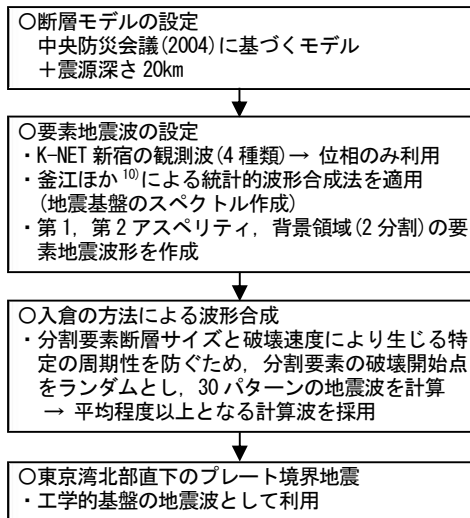 ○断層モデルの設定
中央防災会議(2004)に基づくモデル
＋震源深さ 20km
○要素地震波の設定
・K-NET 新宿の観測波(4 種類)→ 位相のみ利用
・釜江ほか 10)による統計的波形合成法を適用
(地震基盤のスペクトル作成)
・第 1, 第 2 アスペリティ, 背景領域(2 分割)の要
素地震波形を作成
○入倉の方法による波形合成
・分割要素断層サイズと破壊速度により生じる特
定の周期性を防ぐため, 分割要素の破壊開始点
をランダムとし, 30 パターンの地震波を計算
→ 平均程度以上となる計算波を採用
○東京湾北部直下のプレート境界地震
・工学的基盤の地震波として利用